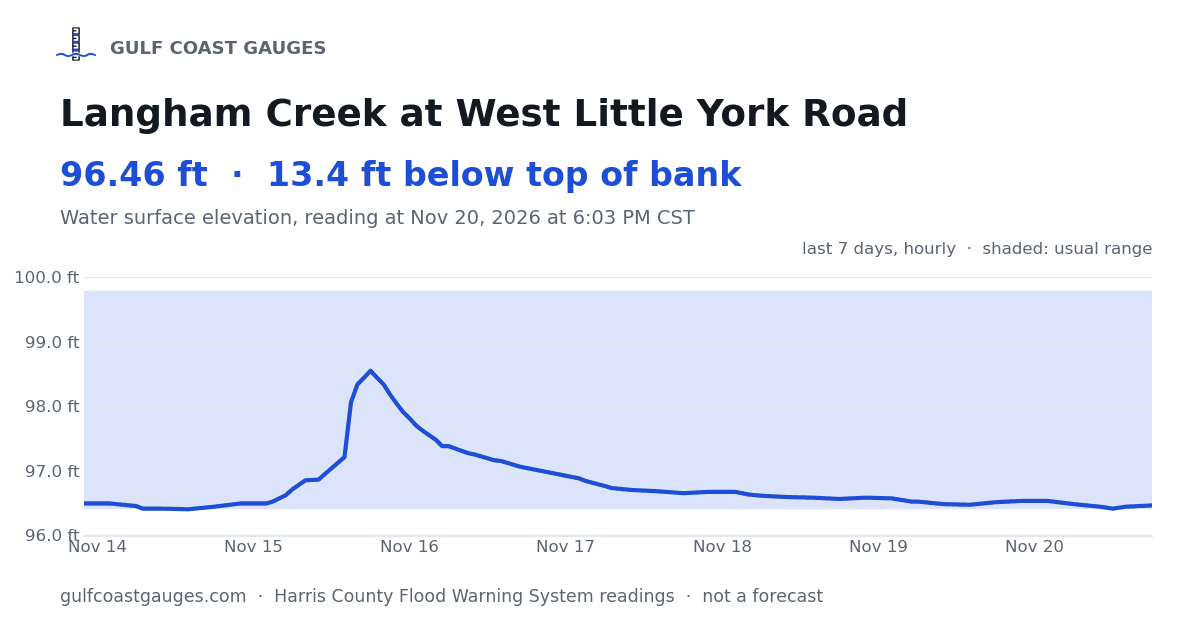 GULF COAST GAUGES
Langham Creek at West Little York Road
96.46 ft · 13.4 ft below top of bank
Water surface elevation, reading at Nov 20, 2026 at 6:03 PM CST
last 7 days, hourly · shaded: usual range
100.0 ft
99.0 ft
98.0 ft
97.0 ft
96.0 ft
Nov 14 Nov 15 Nov 16 Nov 17 Nov 18 Nov 19 Nov 20
gulfcoastgauges.com · Harris County Flood Warning System readings · not a forecast